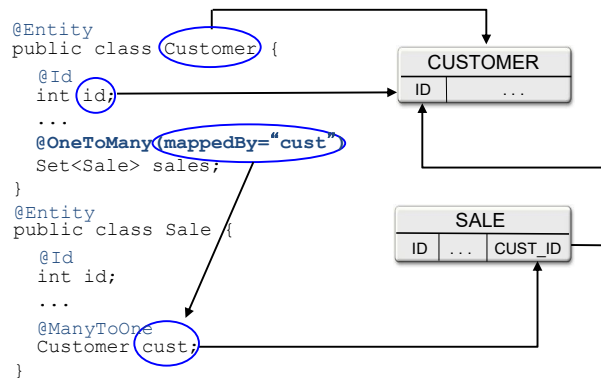 @Entity
public class Customer {
@Id
int id;
...
@OneToMany(mappedBy=“cust”)
Set<Sale> sales;
}
@Entity
public class Sale {
@Id
int id;
...
@ManyToOne
Customer cust;
}
CUSTOMER
ID ...
SALE
ID ... CUST_ID